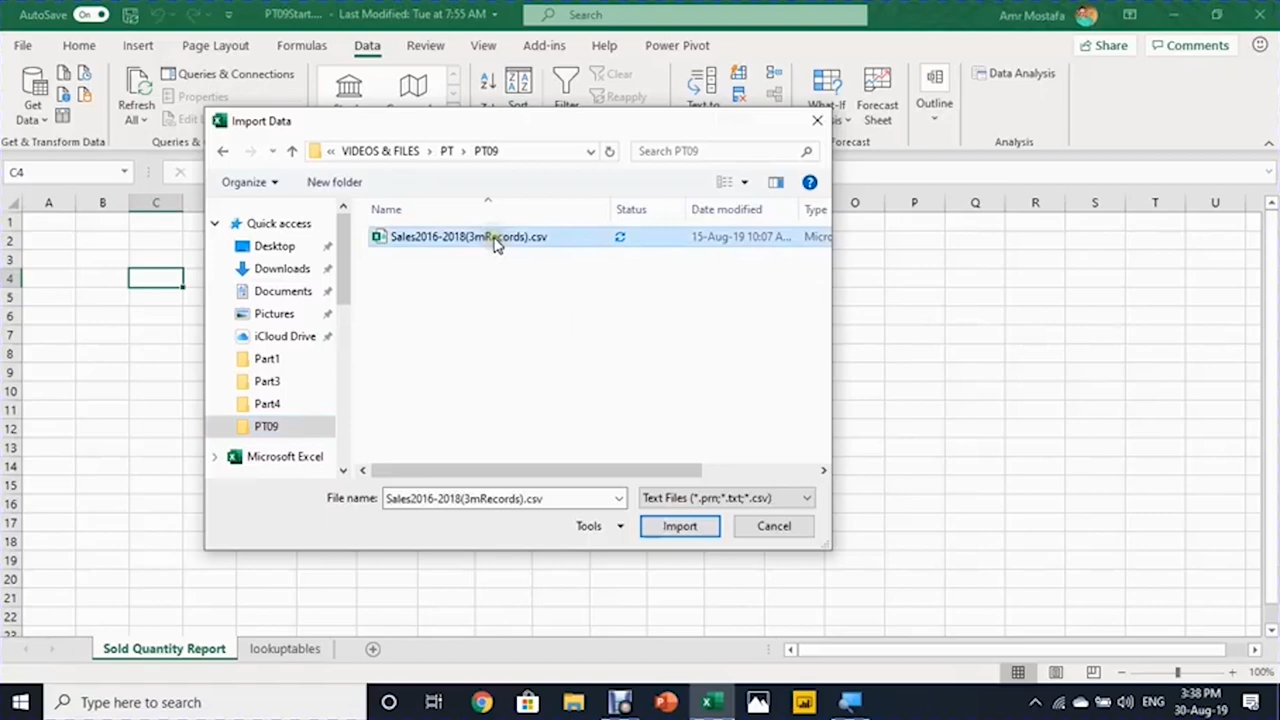 AutoSave On PT09Start.... - Last Modified: Tue at 7:55 AM Search Amr Mostafa
File Home Insert Page Layout Formulas Data Review View Add-ins Help Power Pivot Share Comments
Queries & Connections Clear Data Analysis
Get Data Refresh All Properties Sort Filter Reapply Text to What-If Forecast Sheet Outline
Get & Transform Data Queries & Forecast Analysis
Import Data
C4
« VIDEOS & FILES > PT > PT09 Search PT09
Organize New folder
A B C O P Q R S T U
Name Status Date modified Type
1
2
3
4
5
6
7
8
9
10
11
12
13
14
15
16
17
18
19
20
21
22
23
Quick access
Desktop
Downloads
Documents
Pictures
iCloud Drive
Part1
Part3
Part4
PT09
Microsoft Excel
Sales2016-2018(3mRecords).csv 15-Aug-19 10:07 A...
File name: Sales2016-2018(3mRecords).csv Text Files (*.prn;*.txt;*.csv)
Tools Import Cancel
Sold Quantity Report lookuptables
100%
Type here to search ENG 3:38 PM
30-Aug-19